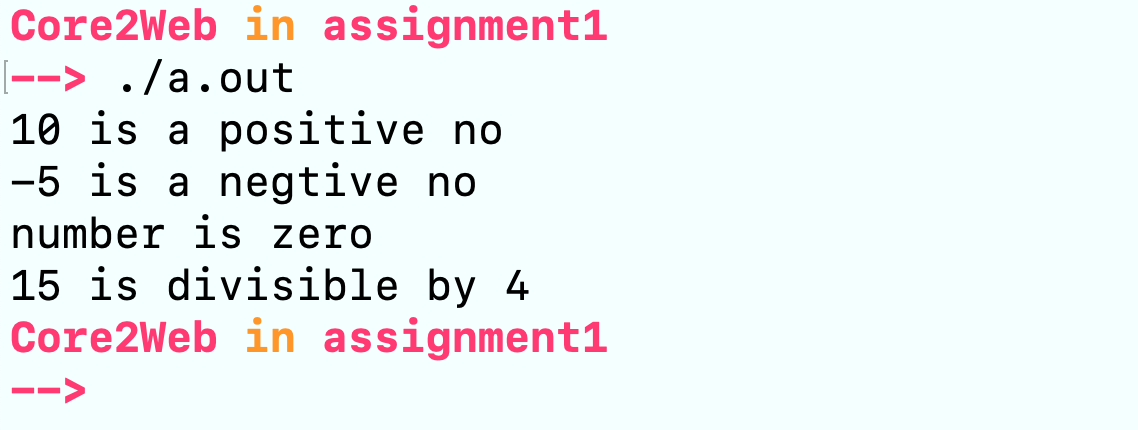 Core2Web in assignment1
--> ./a.out
10 is a positive no
-5 is a negtive no
number is zero
15 is divisible by 4
Core2Web in assignment1
-->